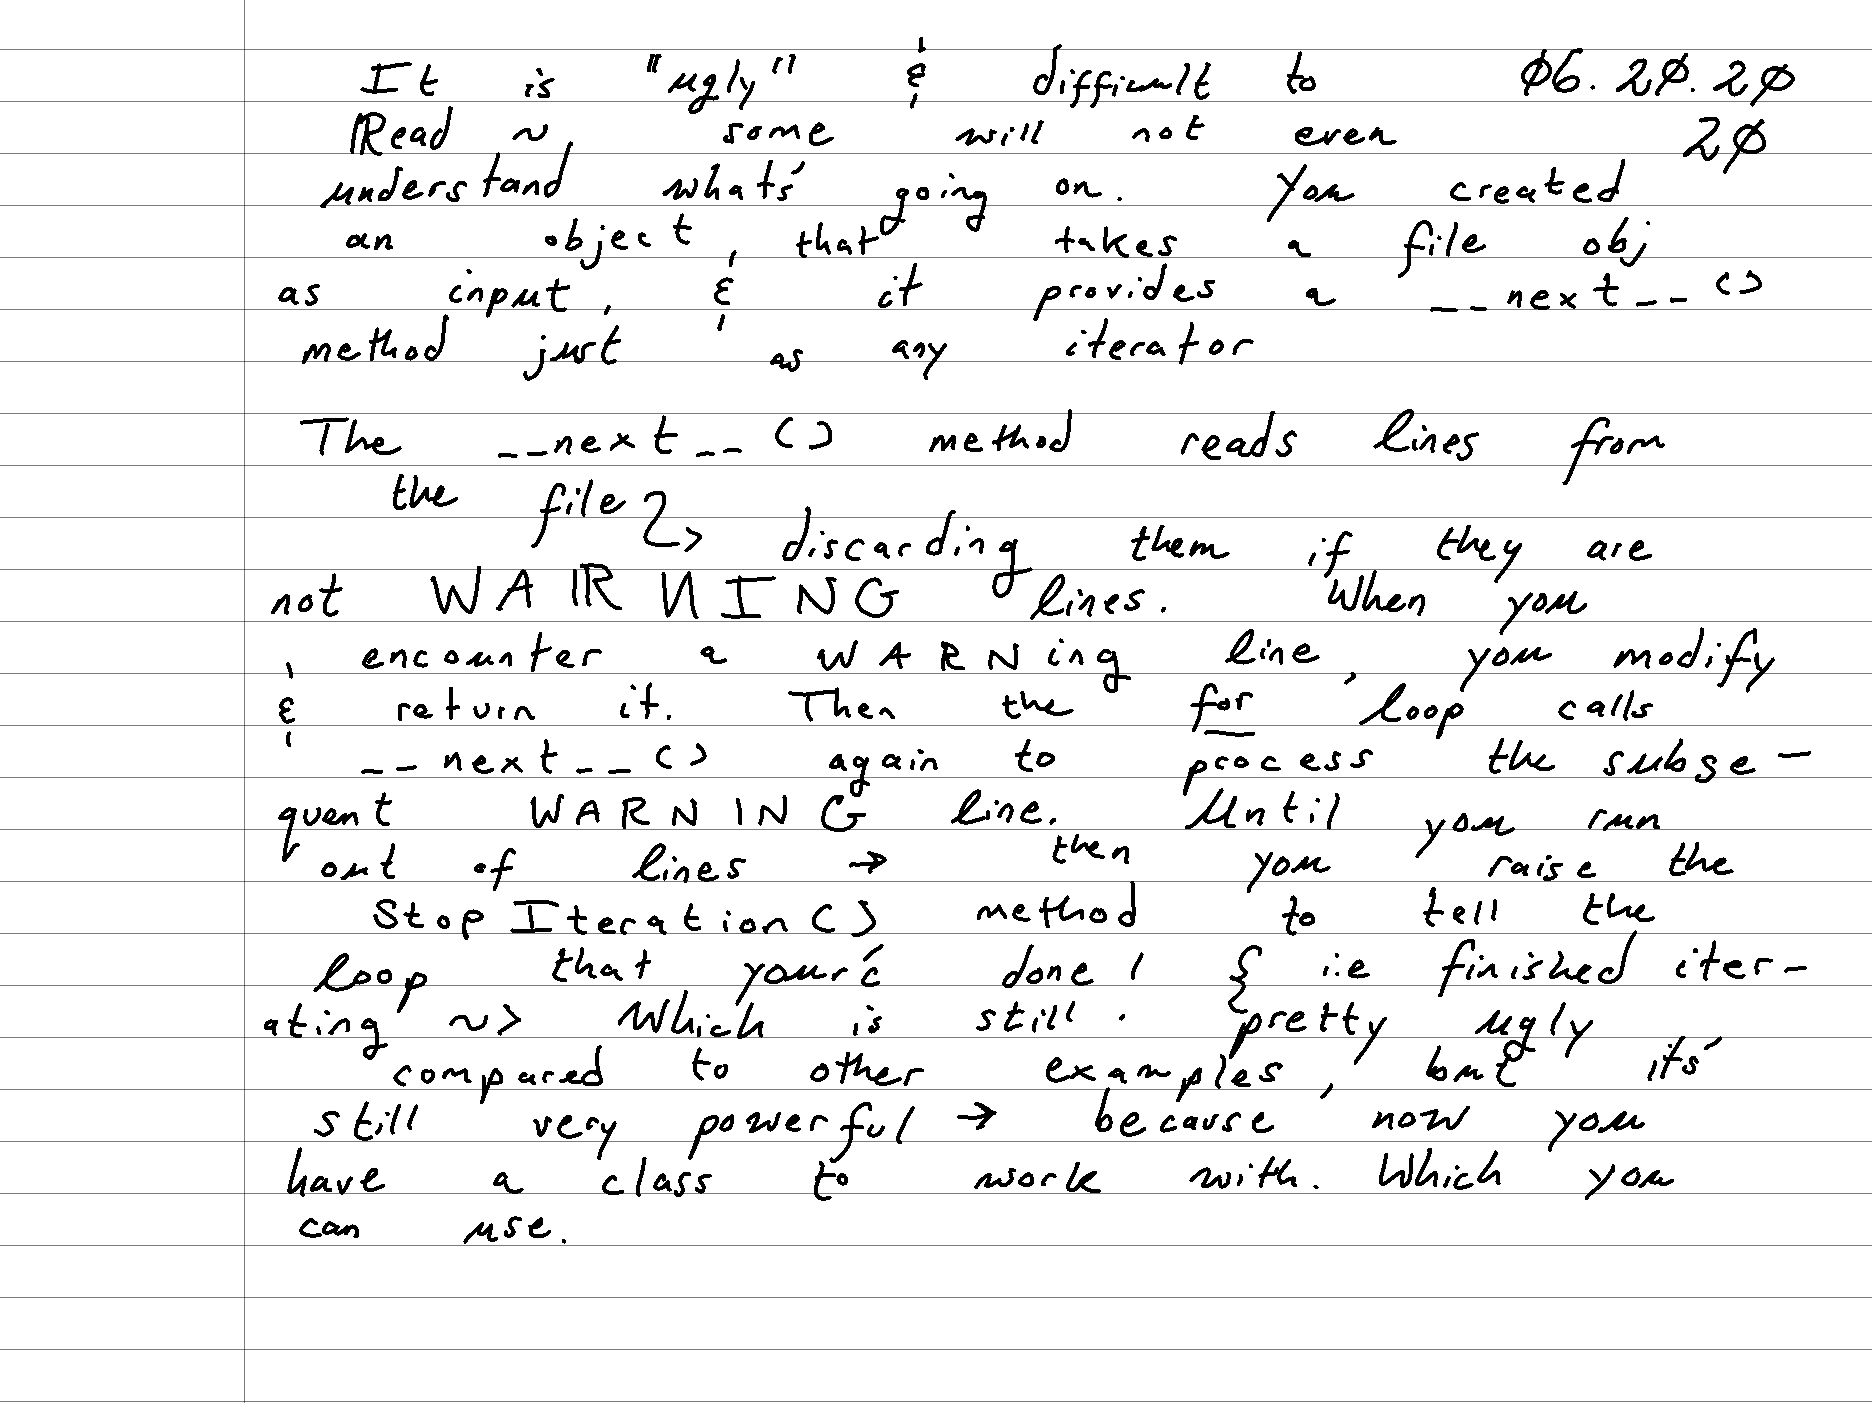 It is "ugly" & difficult to 06.20.20
Read ~, some will not even 20
understand whats' going on. You created
an object, that takes a file obj
as input, & it provides a __next__()
method just as any iterator
The __next__() method reads lines from
the file
discarding them if they are
not WARNING lines. When you
encounter a WARNing line, you modify
& return it. Then the for loop calls
__next__() again to process the subse-
quent WARNING line. Until you run
out of lines → then you raise the
StopIteration() method to tell the
loop that your'e done! { i.e finished iter-
ating ~> Which is still. pretty ugly
compared to other examples, but its'
still very powerful → because now you
have a class to work with. Which you
can use.